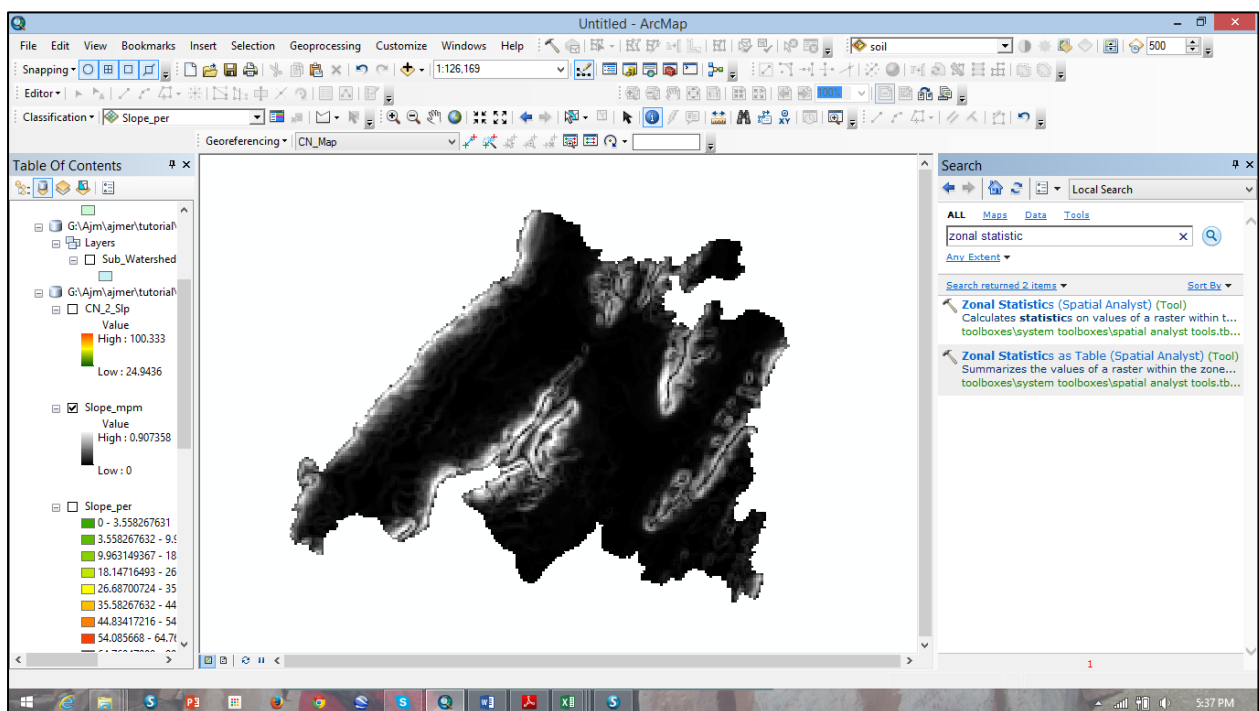 Untitled - ArcMap
File Edit View Bookmarks Insert Selection Geoprocessing Customize Windows Help
soil
500
Snapping
1:126,169
Editor
100%
Classification
Slope_per
Georeferencing
CN_Map
Table Of Contents
G:\Ajm\ajmer\tutorial\
Layers
Sub_Watershed
G:\Ajm\ajmer\tutorial\
CN_2_Slp
Value
High : 100.333
Low : 24.9436
Slope_mpm
Value
High : 0.907358
Low : 0
Slope_per
0 - 3.558267631
3.558267632 - 9.9
9.963149367 - 18
18.14716493 - 26
26.68700724 - 35
35.58267632 - 44
44.83417216 - 54
54.085668 - 64.76
Search
Local Search
ALL Maps Data Tools
zonal statistic
Any Extent
Search returned 2 items
Sort By
Zonal Statistics (Spatial Analyst) (Tool)
Calculates statistics on values of a raster within t...
toolboxes\system toolboxes\spatial analyst tools.tb...
Zonal Statistics as Table (Spatial Analyst) (Tool)
Summarizes the values of a raster within the zone...
toolboxes\system toolboxes\spatial analyst tools.tb...
1
5:37 PM